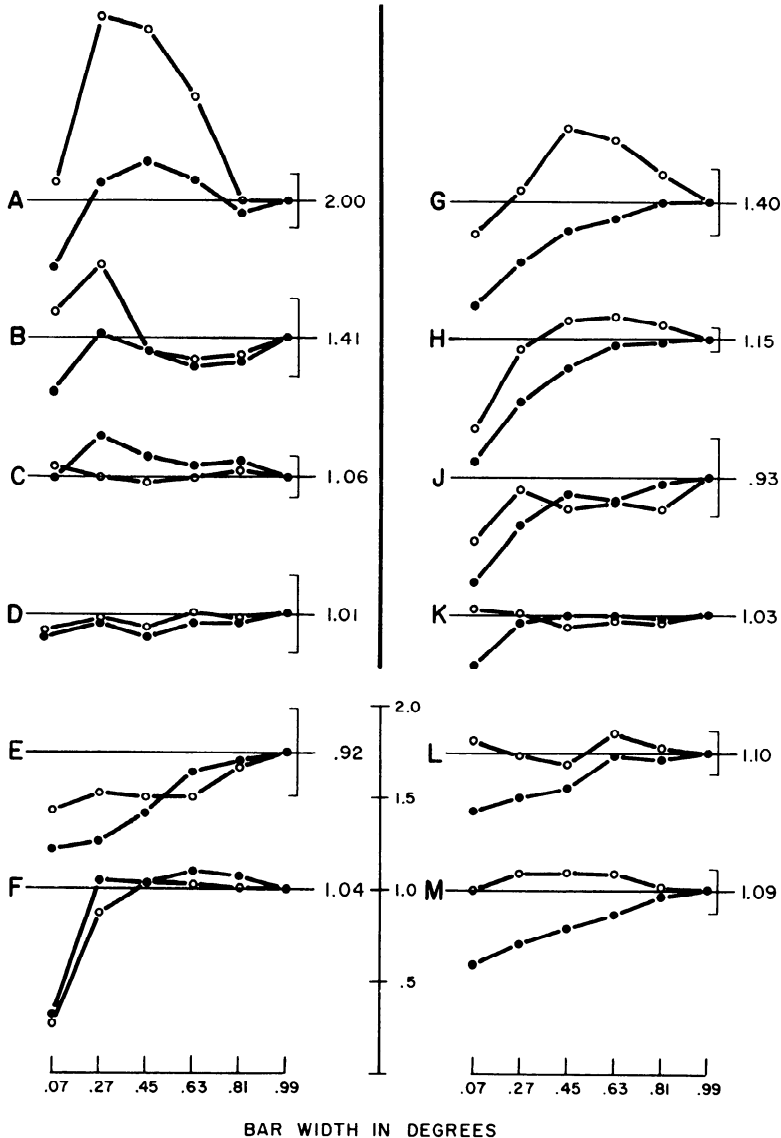 A 2.00
B 1.41
C 1.06
D 1.01
E .92
F 1.04
G 1.40
H 1.15
J .93
K 1.03
L 1.10
M 1.09
2.0
1.5
1.0
.5
.07 .27 .45 .63 .81 .99
.07 .27 .45 .63 .81 .99
BAR WIDTH IN DEGREES